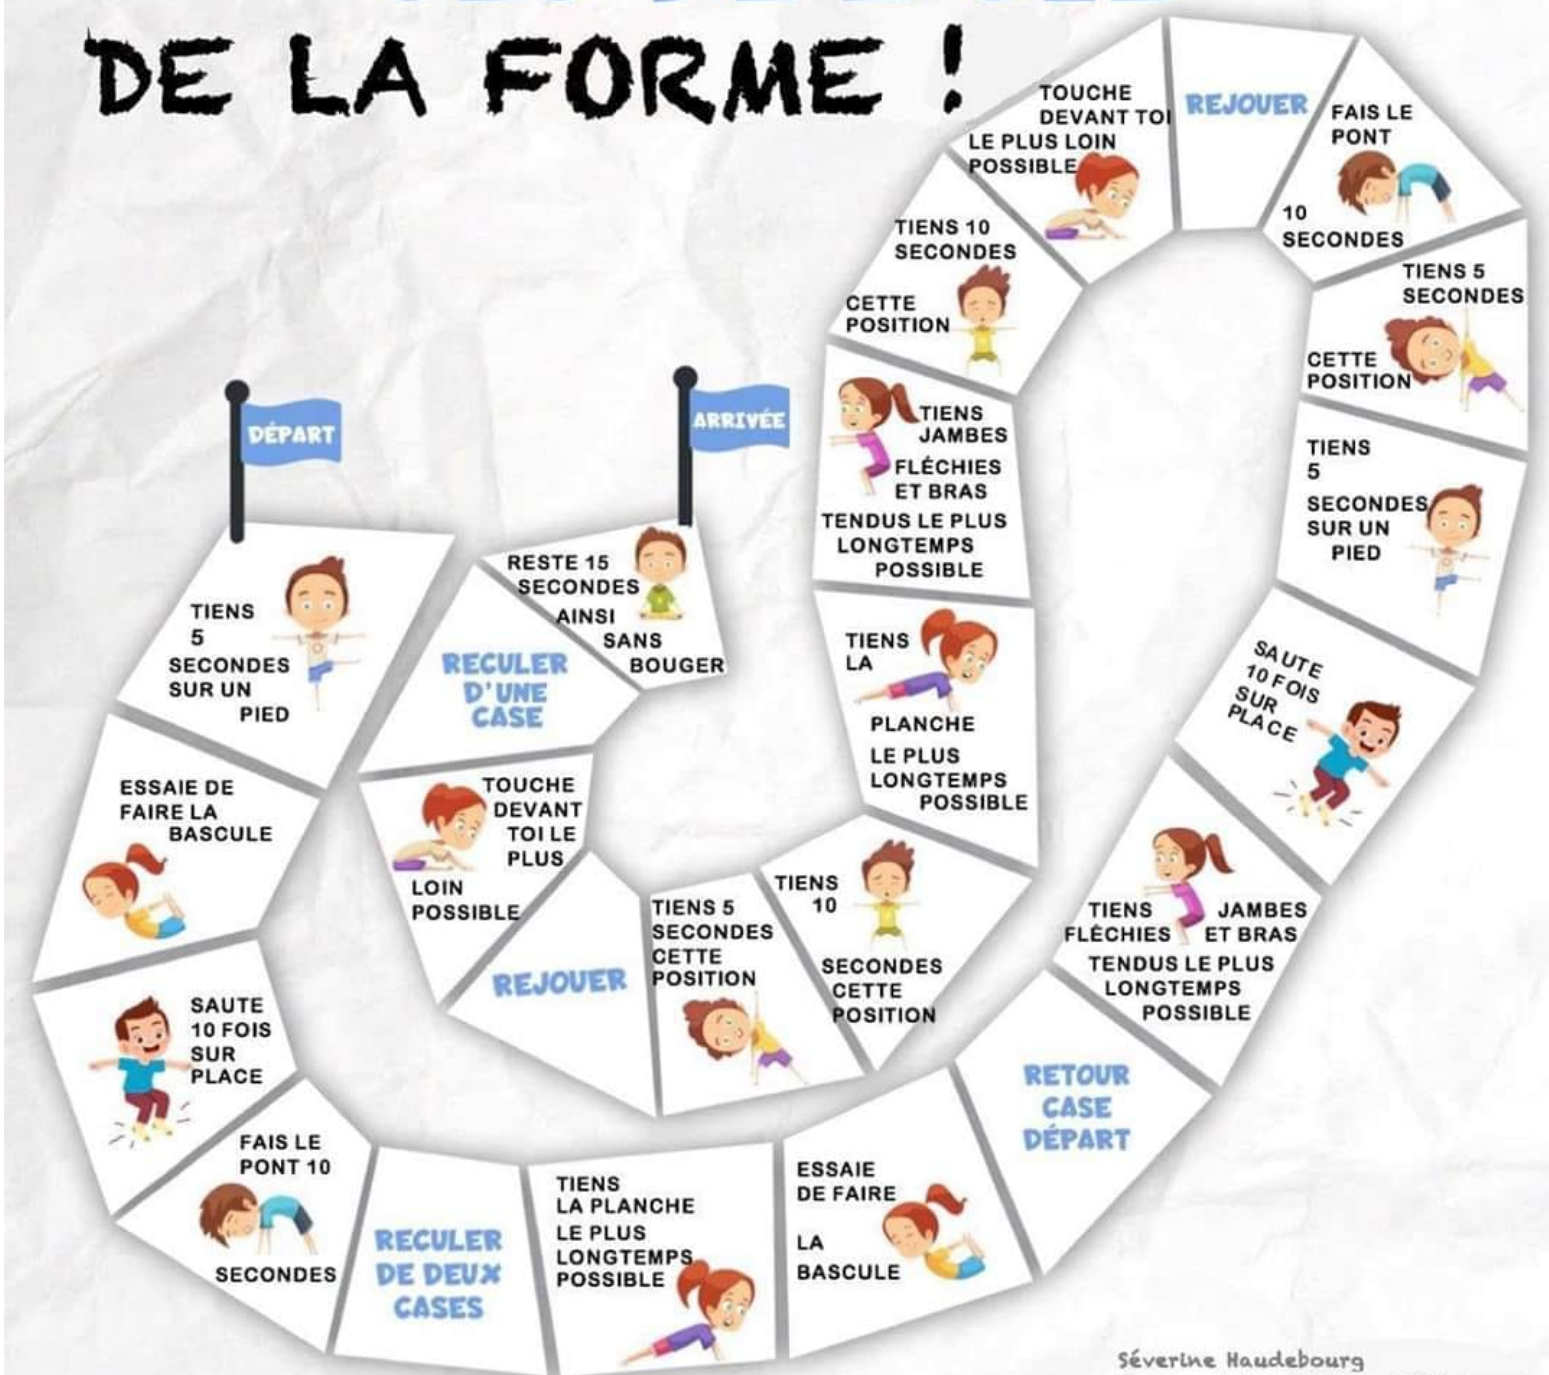 DE LA FORME !
DÉPART
TIENS
5
SECONDES
SUR UN
PIED
ESSAIE DE
FAIRE LA
BASCULE
SAUTE
10 FOIS
SUR
PLACE
FAIS LE
PONT 10
SECONDES
RECULER
DE DEUX
CASES
TIENS
LA PLANCHE
LE PLUS
LONGTEMPS
POSSIBLE
ESSAIE
DE FAIRE
LA
BASCULE
RETOUR
CASE
DÉPART
TIENS JAMBES
FLÉCHIES ET BRAS
TENDUS LE PLUS
LONGTEMPS
POSSIBLE
SAUTE
10 FOIS
SUR
PLACE
TIENS
5
SECONDES
SUR UN
PIED
TIENS 5
SECONDES
CETTE
POSITION
FAIS LE
PONT
10
SECONDES
REJOUER
TOUCHE
DEVANT TOI
LE PLUS LOIN
POSSIBLE
TIENS 10
SECONDES
CETTE
POSITION
TIENS
JAMBES
FLÉCHIES
ET BRAS
TENDUS LE PLUS
LONGTEMPS
POSSIBLE
TIENS
LA
PLANCHE
LE PLUS
LONGTEMPS
POSSIBLE
TIENS
10
SECONDES
CETTE
POSITION
TIENS 5
SECONDES
CETTE
POSITION
REJOUER
TOUCHE
DEVANT
TOI LE
PLUS
LOIN
POSSIBLE
RECULER
D'UNE
CASE
RESTE 15
SECONDES
AINSI
SANS
BOUGER
ARRIVÉE
Séverine Haudebourg